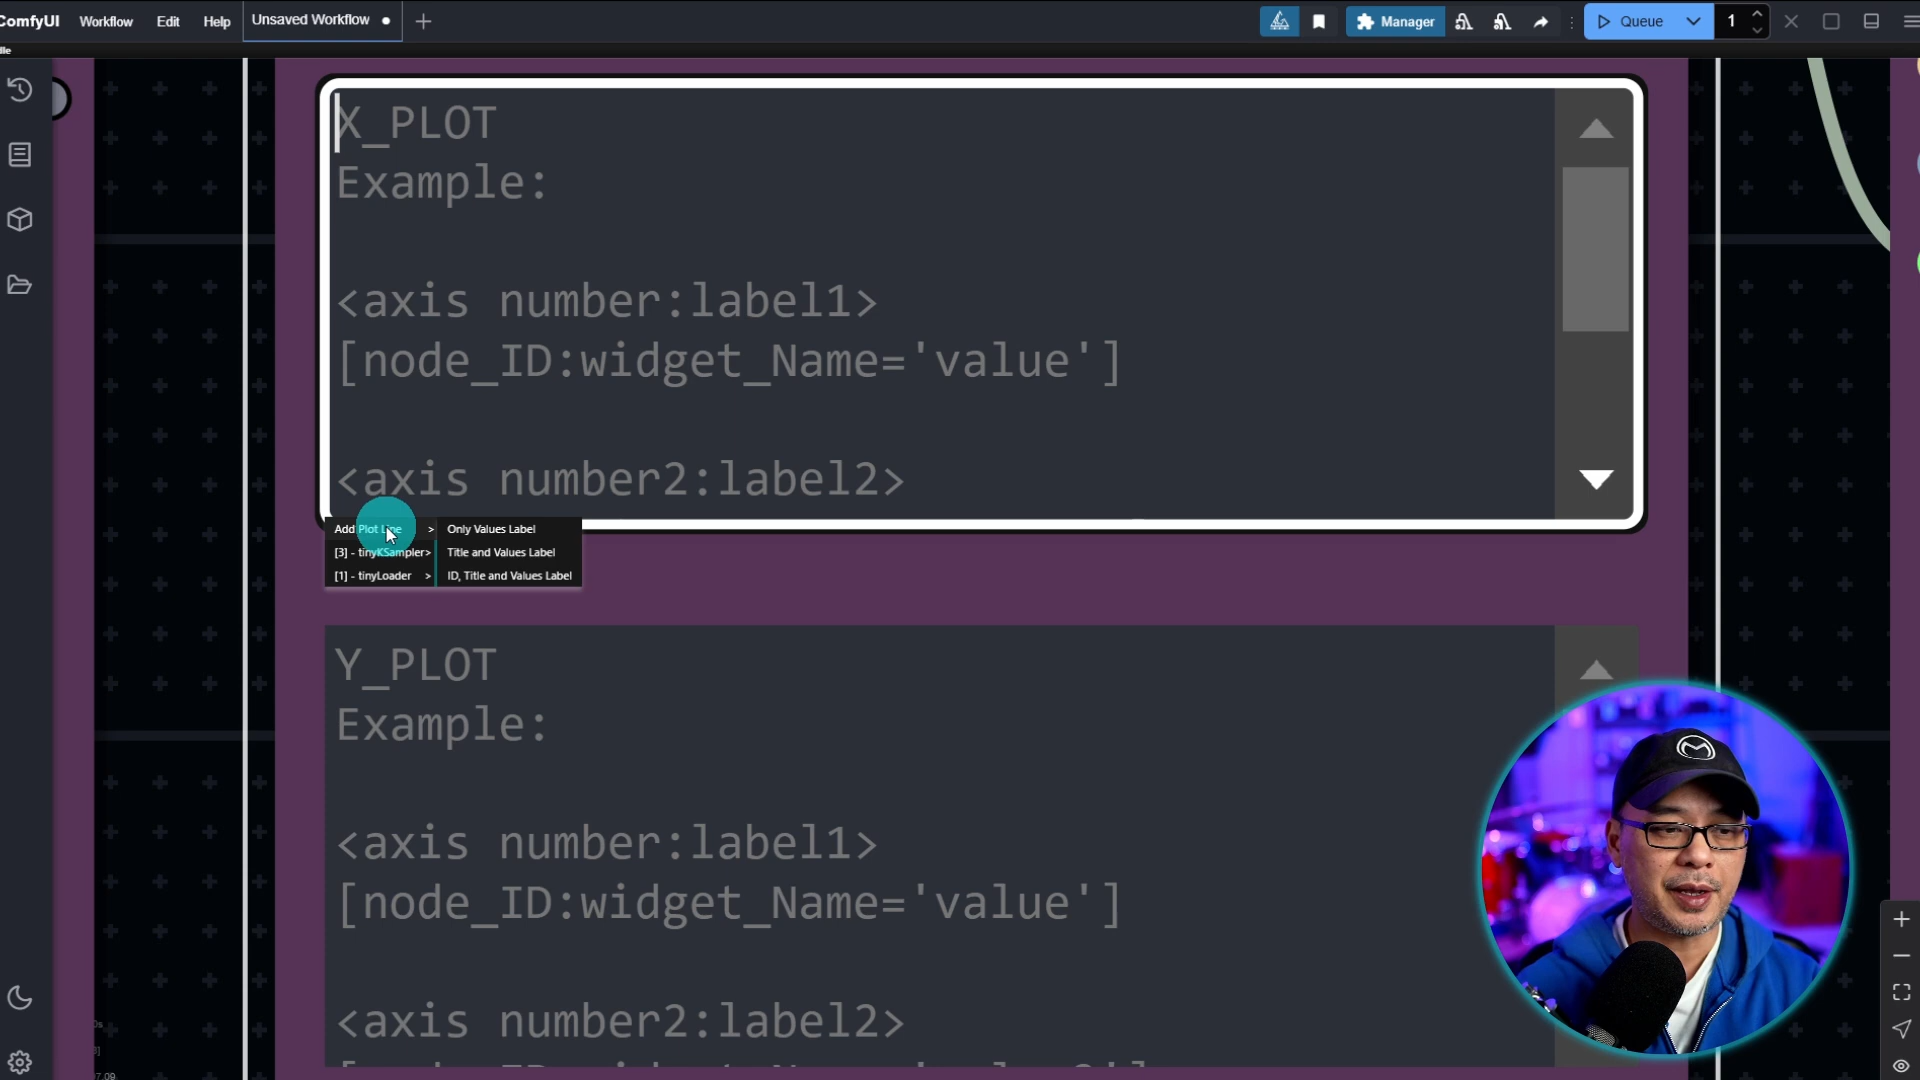 ComfyUI Workflow Edit Help Unsaved Workflow Manager Queue 1
X_PLOT
Example:
<axis number:label1>
[node_ID:widget_Name='value']
<axis number2:label2>
Add Plot Line > Only Values Label
[3] - tinyKSampler> Title and Values Label
[1] - tinyLoader > ID, Title and Values Label
Y_PLOT
Example:
<axis number:label1>
[node_ID:widget_Name='value']
<axis number2:label2>